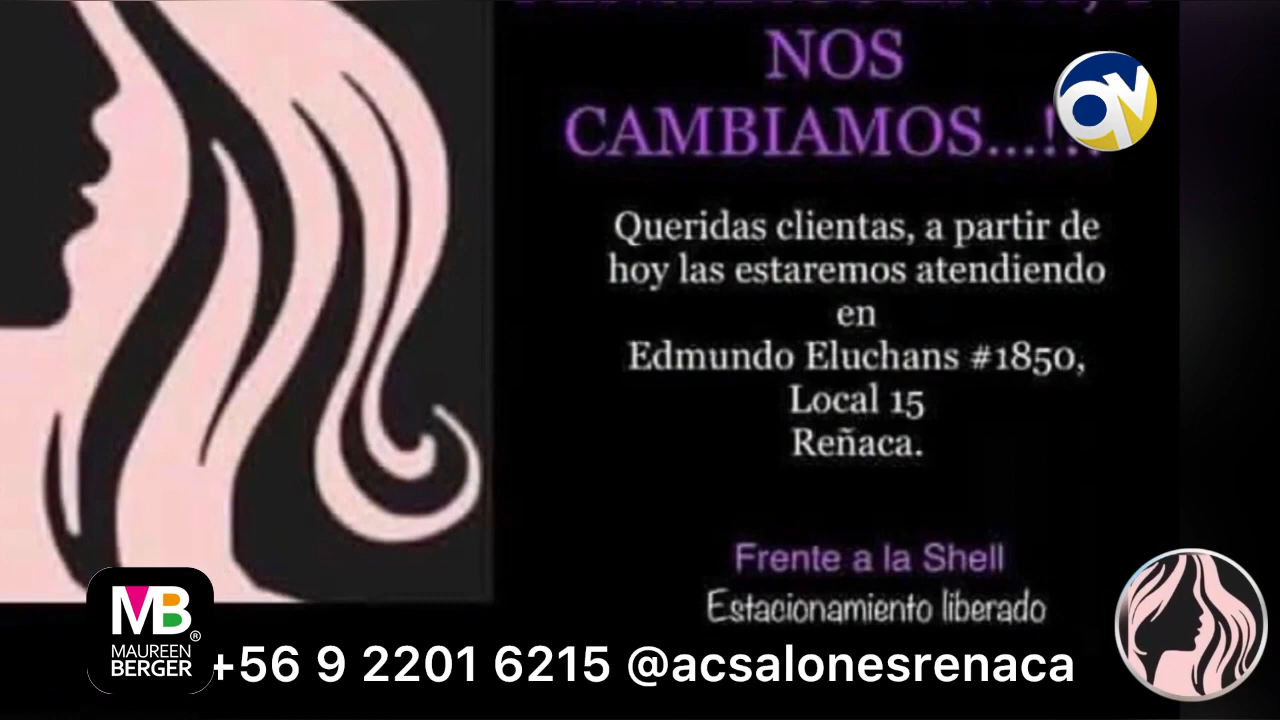 NOS
CAMBIAMOS...!
Queridas clientas, a partir de
hoy las estaremos atendiendo
en
Edmundo Eluchans #1850,
Local 15
Reñaca.
Frente a la Shell
Estacionamiento liberado
MB®
MAUREEN
BERGER
+56 9 2201 6215 @acsalonesrenaca